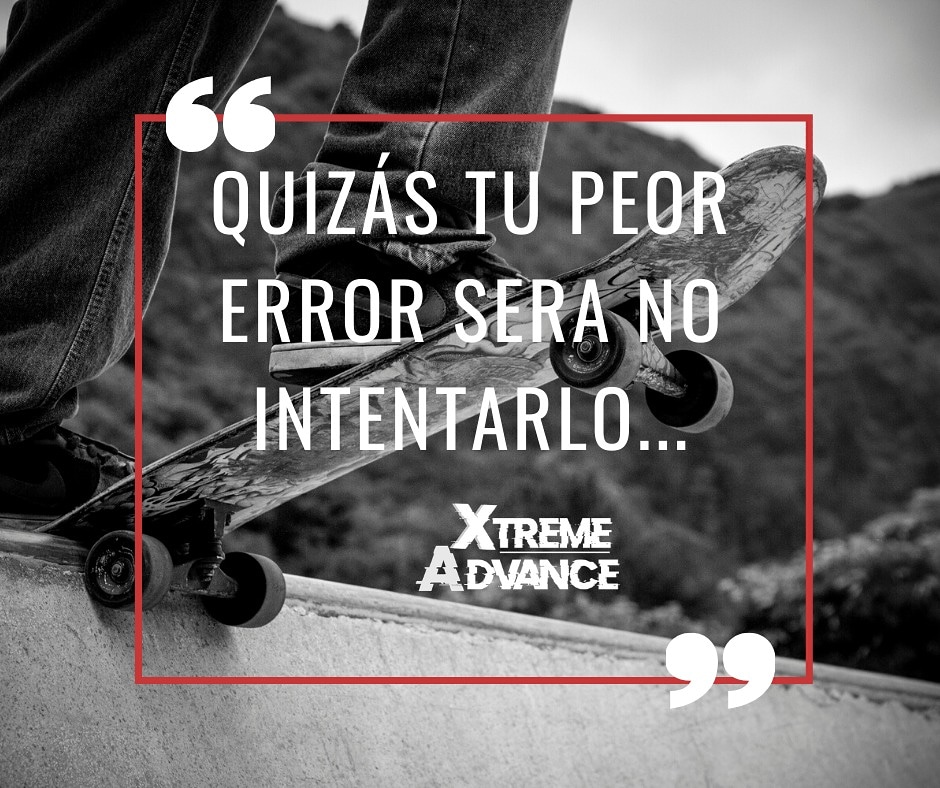 “
QUIZÁS TU PEOR
ERROR SERA NO
INTENTARLO...
XTREME
ADVANCE
”